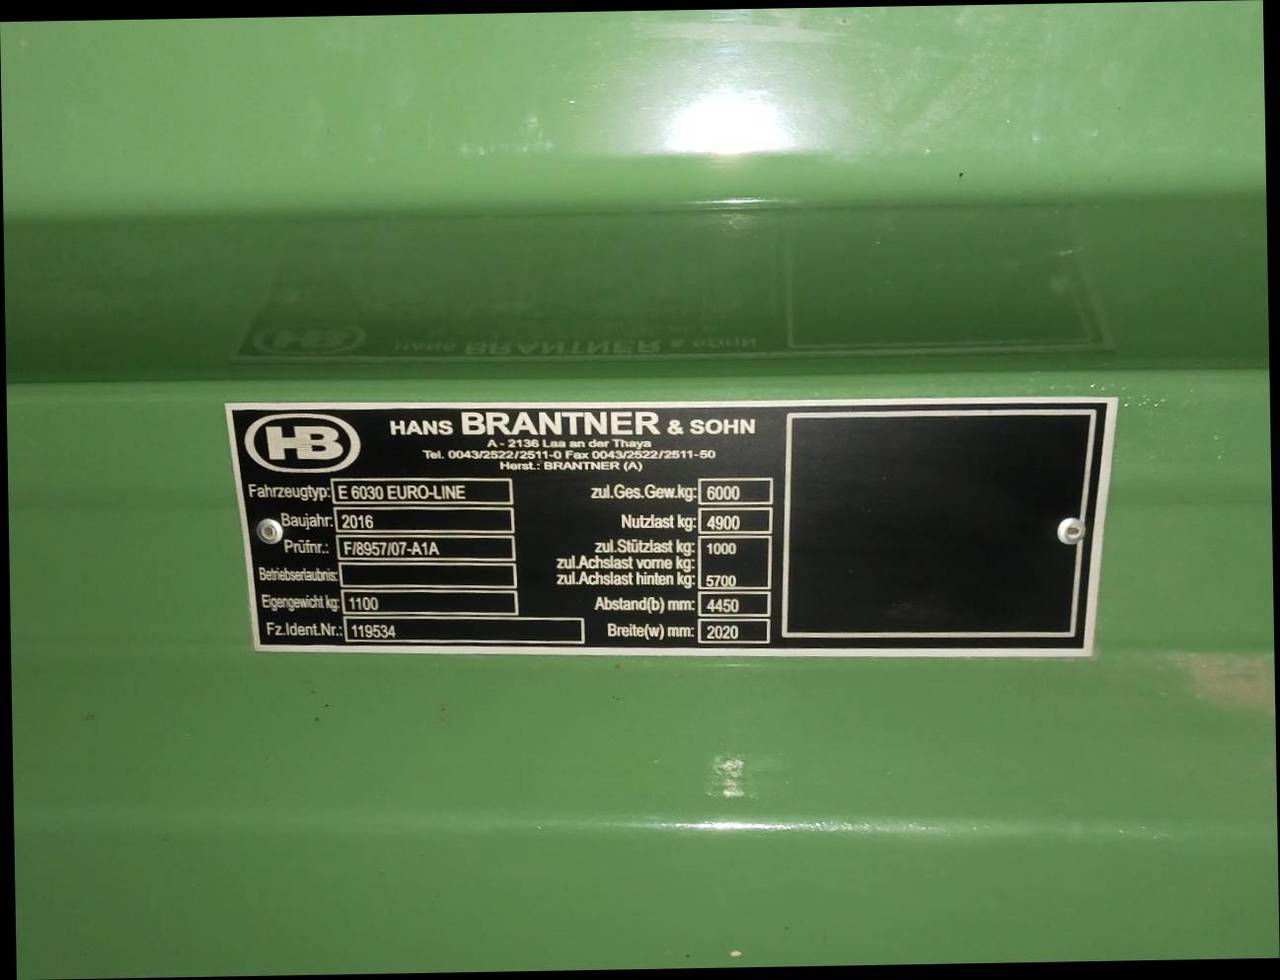 HB
HANS BRANTNER & SOHN
A - 2136 Laa an der Thaya
Tel. 0043/2522/2511-0 Fax 0043/2522/2511-50
Herst.: BRANTNER (A)
Fahrzeugtyp: E 6030 EURO-LINE
Baujahr: 2016
Prüfnr.: F/8957/07-A1A
Betriebserlaubnis:
Eigengewicht kg: 1100
Fz.Ident.Nr.: 119534
zul.Ges.Gew.kg: 6000
Nutzlast kg: 4900
zul.Stützlast kg: 1000
zul.Achslast vorne kg:
zul.Achslast hinten kg: 5700
Abstand(b) mm: 4450
Breite(w) mm: 2020